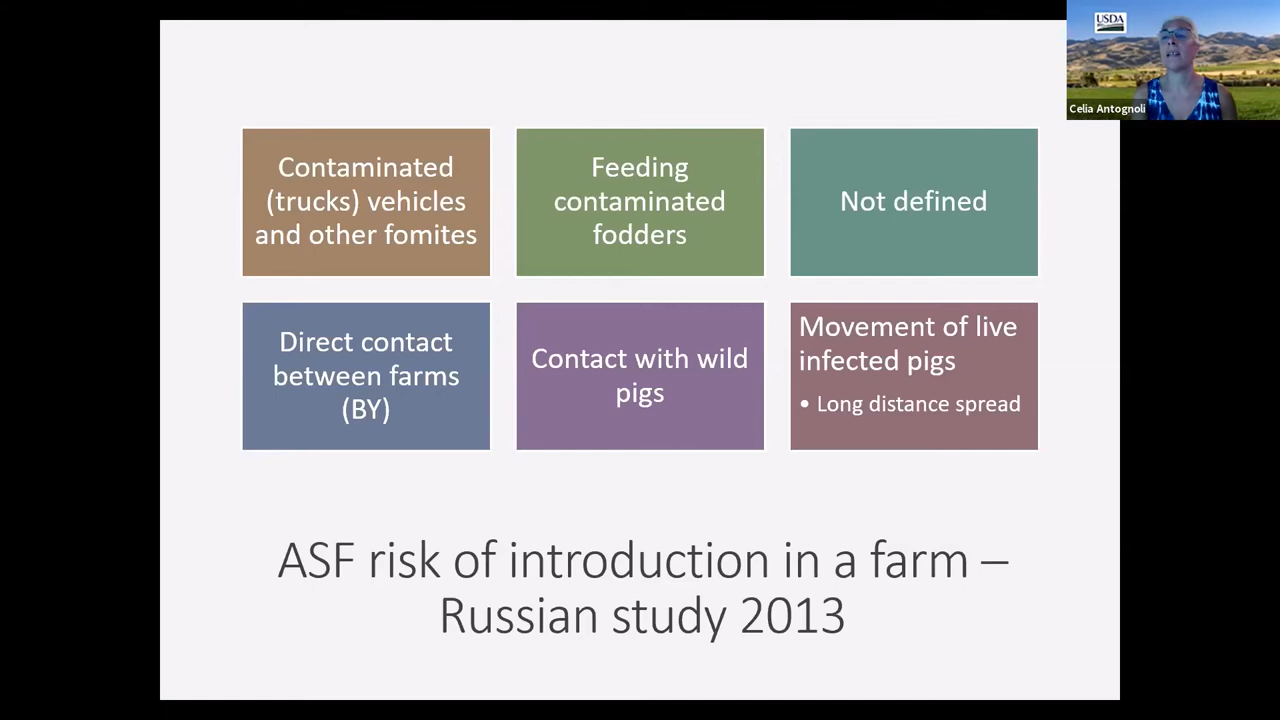 USDA
Celia Antognoli
Contaminated
(trucks) vehicles
and other fomites
Feeding
contaminated
fodders
Not defined
Direct contact
between farms
(BY)
Contact with wild
pigs
Movement of live
infected pigs
• Long distance spread
ASF risk of introduction in a farm –
Russian study 2013